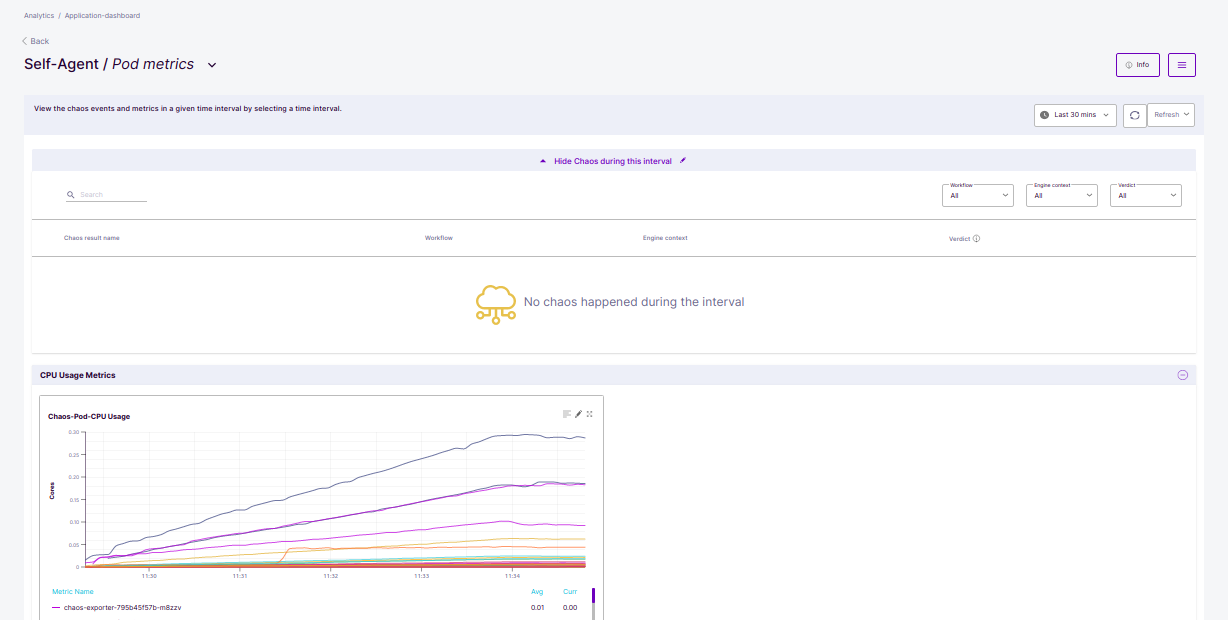 Analytics / Application-dashboard
Back
Self-Agent / Pod metrics
Info
View the chaos events and metrics in a given time interval by selecting a time interval.
Last 30 mins
Refresh
Hide Chaos during this interval
Search
Workflow
All
Engine context
All
Verdict
All
Chaos result name
Workflow
Engine context
Verdict
No chaos happened during the interval
CPU Usage Metrics
Chaos-Pod-CPU Usage
Cores
0.30
0.25
0.20
0.15
0.10
0.05
0
11:30
11:31
11:32
11:33
11:34
Metric Name Avg Curr
chaos-exporter-795b45f57b-m8zzv 0.01 0.00